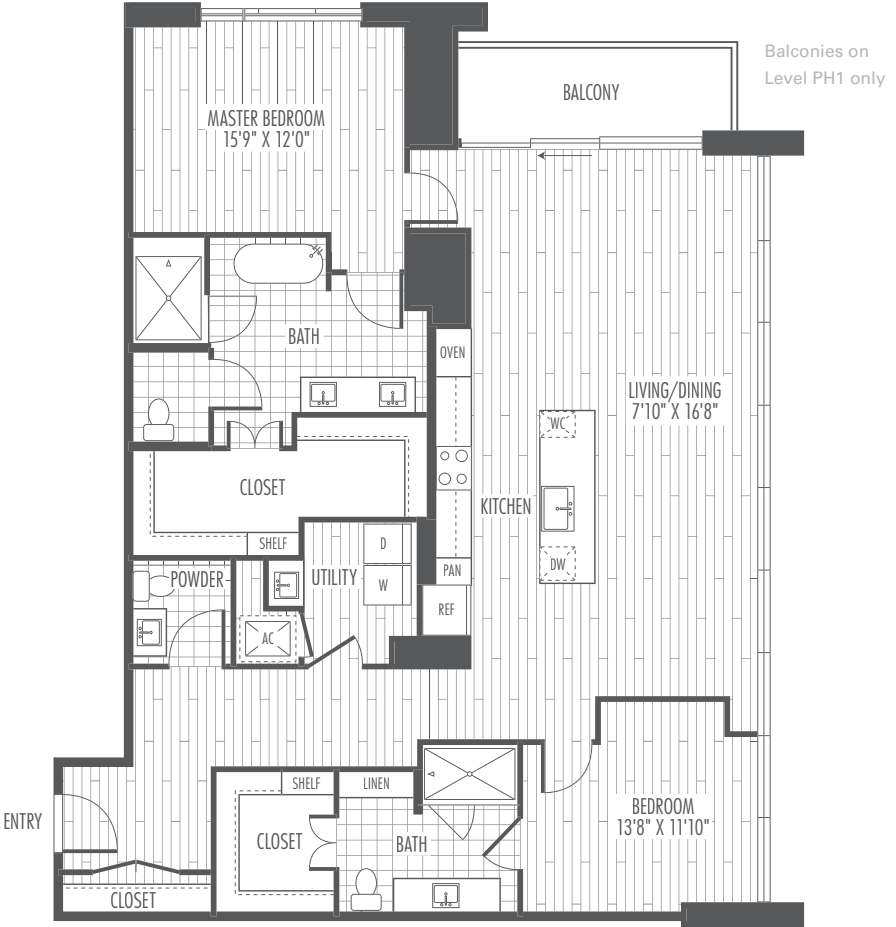 Balconies on
Level PH1 only
BALCONY
MASTER BEDROOM
15'9" X 12'0"
BATH
OVEN
LIVING/DINING
7'10" X 16'8"
WC
CLOSET
KITCHEN
SHELF
D
PAN
DW
POWDER
UTILITY
W
REF
AC
ENTRY
SHELF
LINEN
CLOSET
BATH
BEDROOM
13'8" X 11'10"
CLOSET